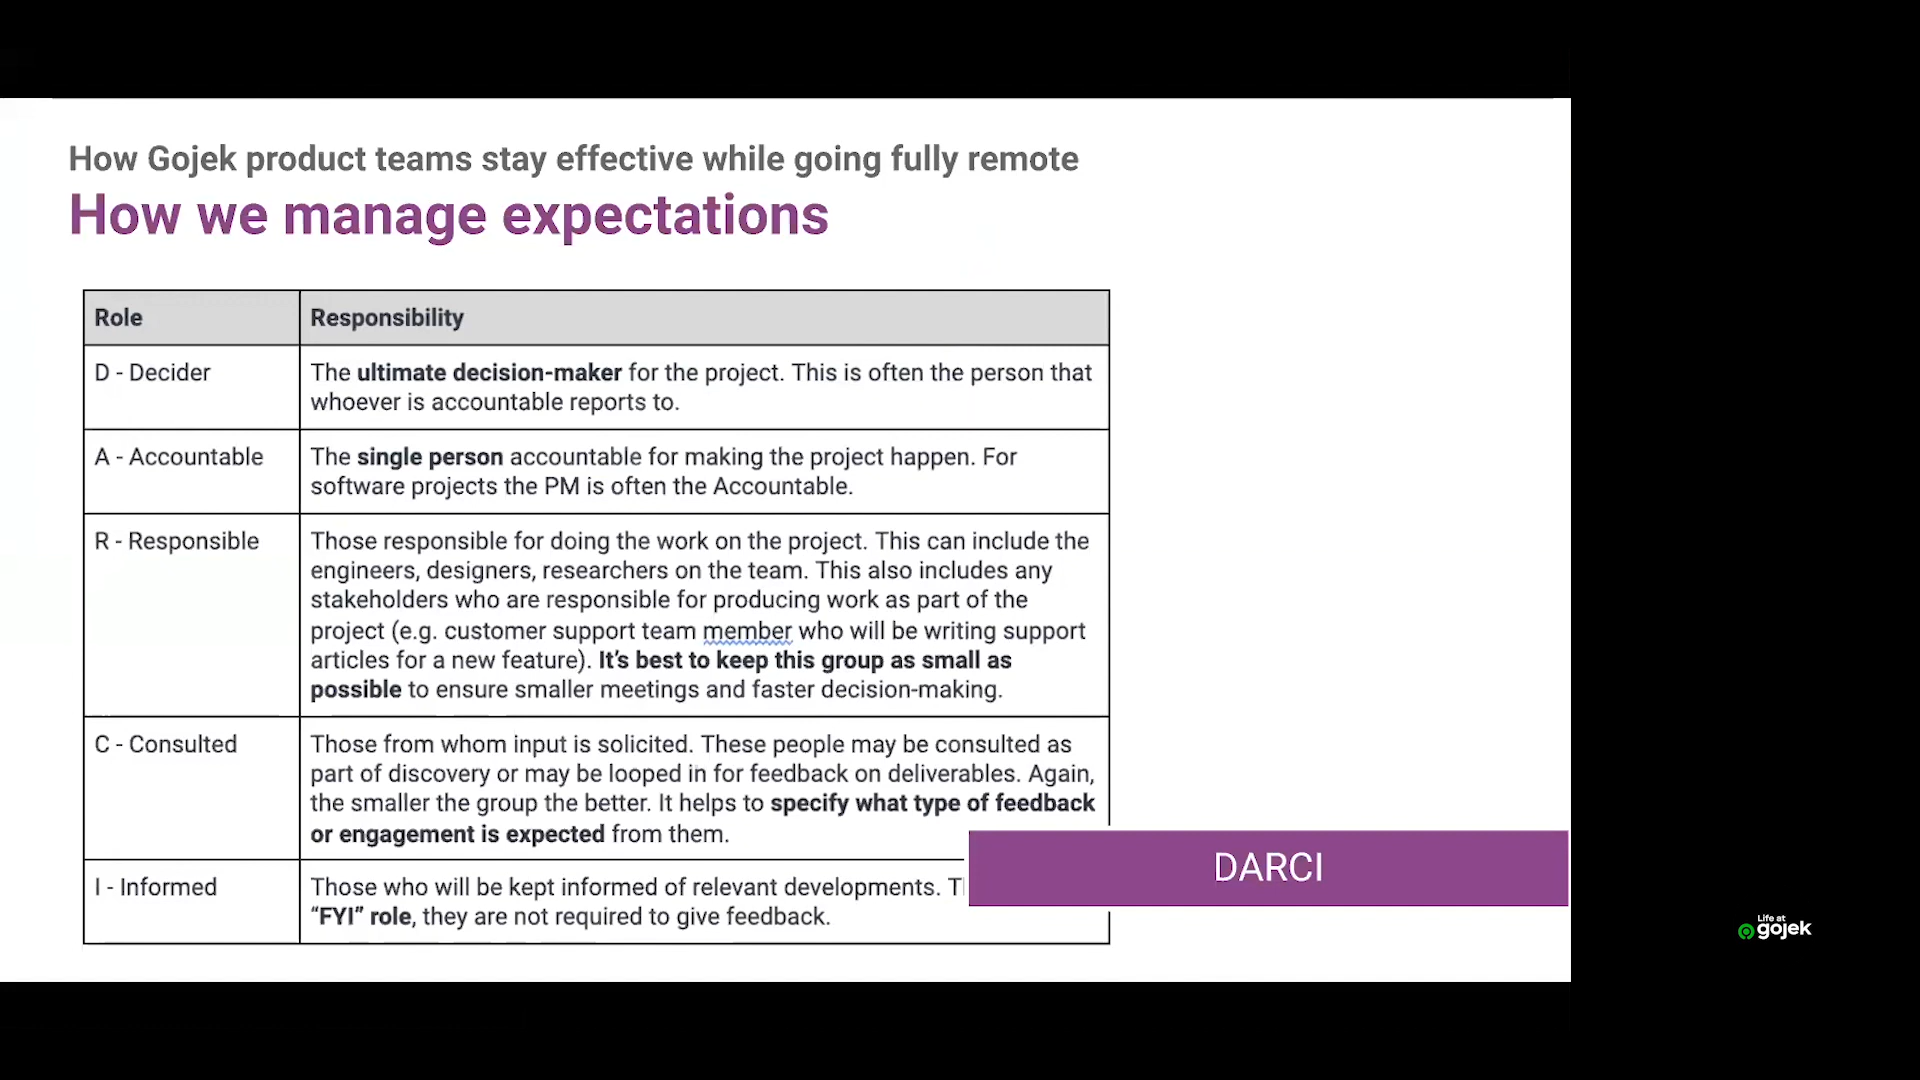 How Gojek product teams stay effective while going fully remote
How we manage expectations
Role
Responsibility
D - Decider
The ultimate decision-maker for the project. This is often the person that
whoever is accountable reports to.
A - Accountable
The single person accountable for making the project happen. For
software projects the PM is often the Accountable.
R - Responsible
Those responsible for doing the work on the project. This can include the
engineers, designers, researchers on the team. This also includes any
stakeholders who are responsible for producing work as part of the
project (e.g. customer support team member who will be writing support
articles for a new feature). It’s best to keep this group as small as
possible to ensure smaller meetings and faster decision-making.
C - Consulted
Those from whom input is solicited. These people may be consulted as
part of discovery or may be looped in for feedback on deliverables. Again,
the smaller the group the better. It helps to specify what type of feedback
or engagement is expected from them.
I - Informed
Those who will be kept informed of relevant developments.
“FYI” role, they are not required to give feedback.
DARCI
Life at
gojek